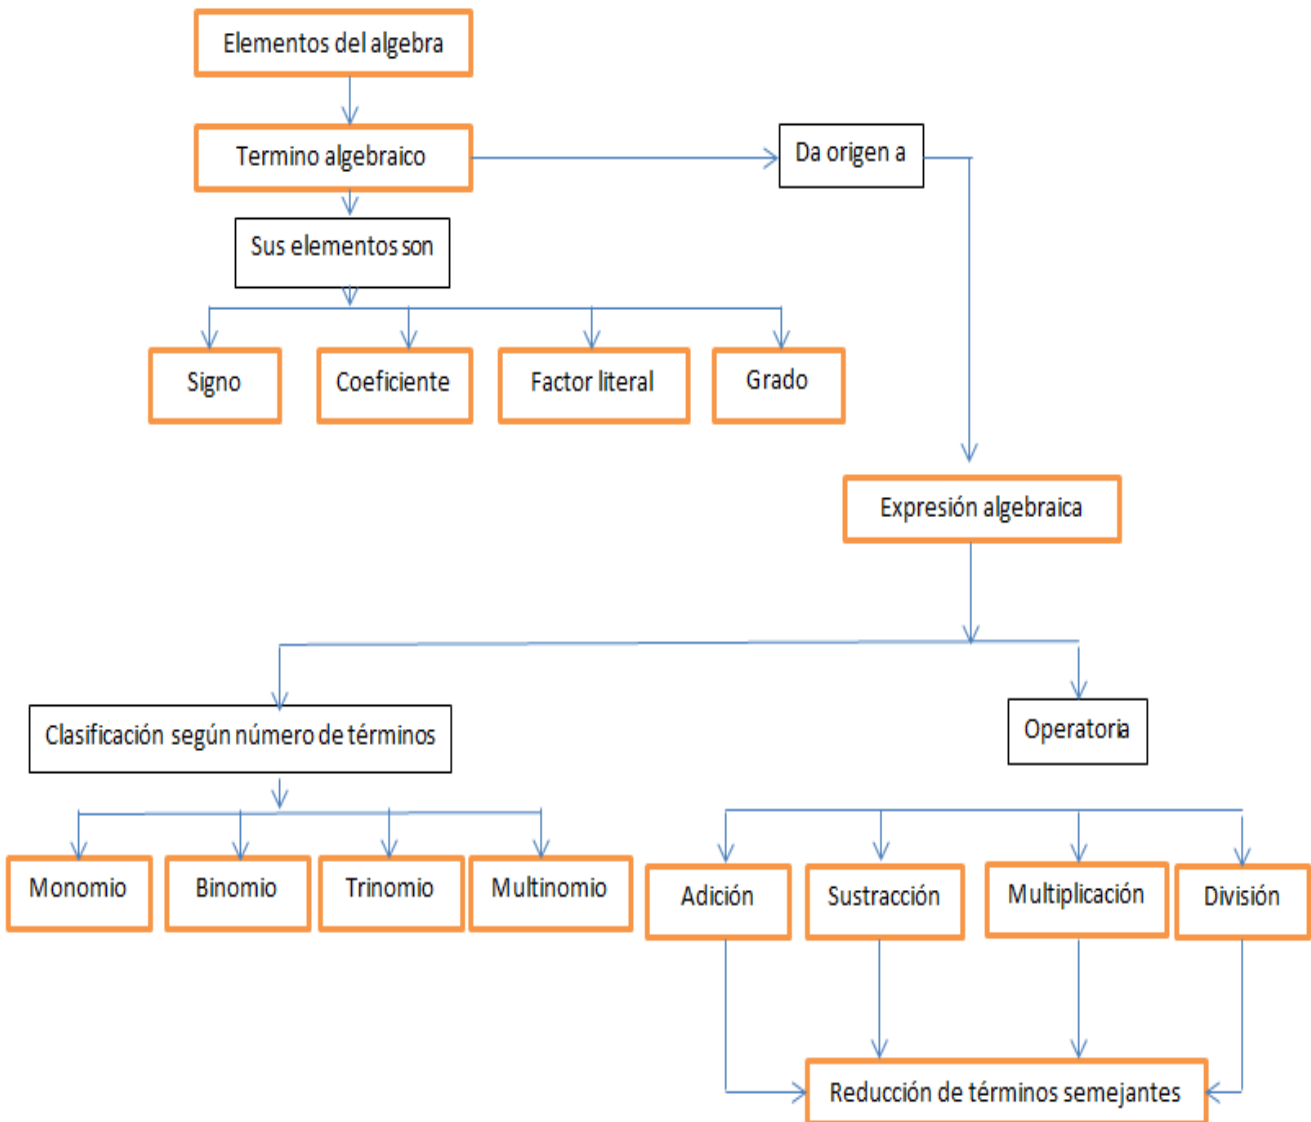 Elementos del algebra
Termino algebraico
Da origen a
Sus elementos son
Signo
Coeficiente
Factor literal
Grado
Expresión algebraica
Clasificación según número de términos
Operatoria
Monomio
Binomio
Trinomio
Multinomio
Adición
Sustracción
Multiplicación
División
Reducción de términos semejantes